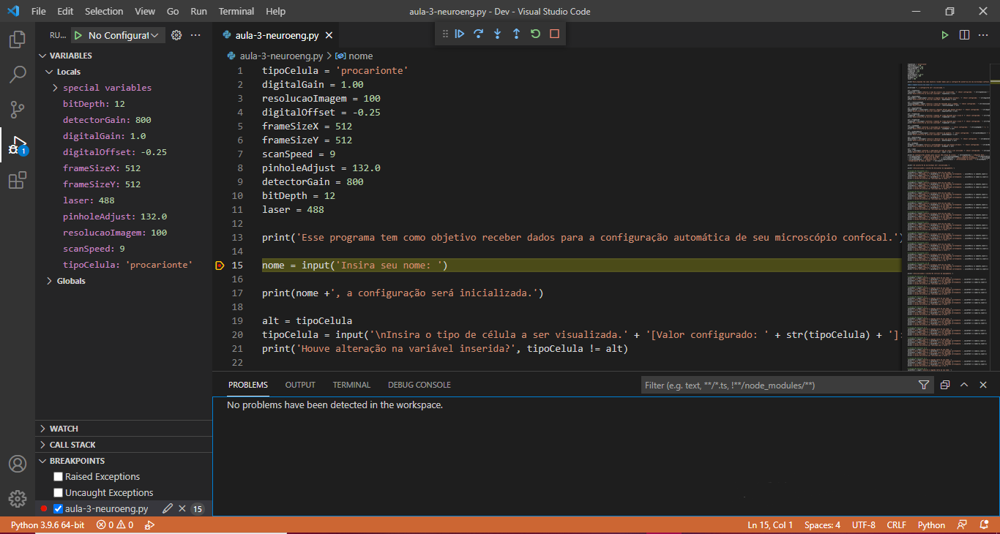 File Edit Selection View Go Run Terminal Help aula-3-neuroeng.py - Dev - Visual Studio Code
RU... No Configurat
aula-3-neuroeng.py
aula-3-neuroeng.py > nome
VARIABLES
Locals
special variables
bitDepth: 12
detectorGain: 800
digitalGain: 1.0
digitalOffset: -0.25
frameSizeX: 512
frameSizeY: 512
laser: 488
pinholeAdjust: 132.0
resolucaoImagem: 100
scanSpeed: 9
tipoCelula: 'procarionte'
Globals
WATCH
CALL STACK
BREAKPOINTS
Raised Exceptions
Uncaught Exceptions
aula-3-neuroeng.py 15
1 tipoCelula = 'procarionte'
2 digitalGain = 1.00
3 resolucaoImagem = 100
4 digitalOffset = -0.25
5 frameSizeX = 512
6 frameSizeY = 512
7 scanSpeed = 9
8 pinholeAdjust = 132.0
9 detectorGain = 800
10 bitDepth = 12
11 laser = 488
12
13 print('Esse programa tem como objetivo receber dados para a configuração automática de seu microscópio confocal.')
14
15 nome = input('Insira seu nome: ')
16
17 print(nome +', a configuração será inicializada.')
18
19 alt = tipoCelula
20 tipoCelula = input('\nInsira o tipo de célula a ser visualizada.' + '[Valor configurado: ' + str(tipoCelula) + ']:
21 print('Houve alteração na variável inserida?', tipoCelula != alt)
22
PROBLEMS OUTPUT TERMINAL DEBUG CONSOLE Filter (e.g. text, **/*.ts, !**/node_modules/**)
No problems have been detected in the workspace.
1
Python 3.9.6 64-bit 0 0 Ln 15, Col 1 Spaces: 4 UTF-8 CRLF Python